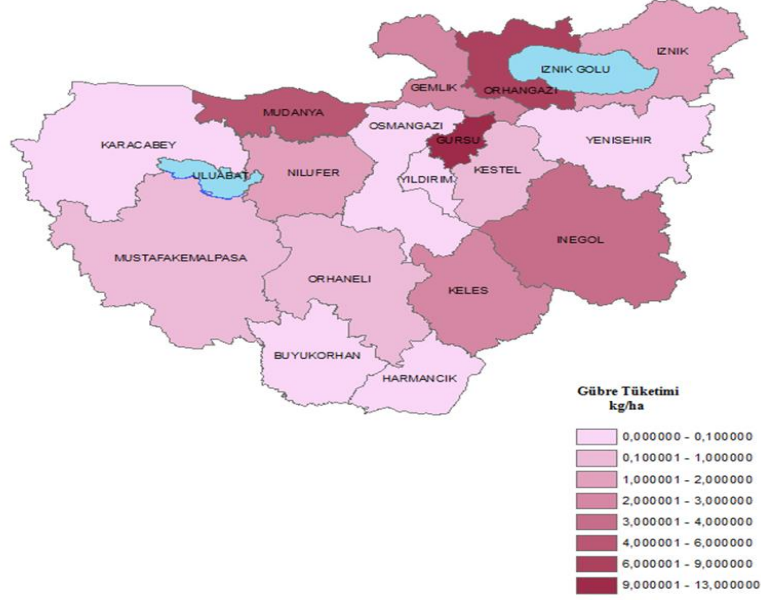 IZNIK
IZNIK GOLU
GEMLIK
ORHANGAZI
MUDANYA
OSMANGAZI
GURSU
YENISEHIR
KARACABEY
ULUABAT
NILUFER
YILDIRIM
KESTEL
INEGOL
MUSTAFAKEMALPASA
ORHANELI
KELES
BUYUKORHAN
HARMANCIK
Gübre Tüketimi
kg/ha
0,000000 - 0,100000
0,100001 - 1,000000
1,000001 - 2,000000
2,000001 - 3,000000
3,000001 - 4,000000
4,000001 - 6,000000
6,000001 - 9,000000
9,000001 - 13,000000